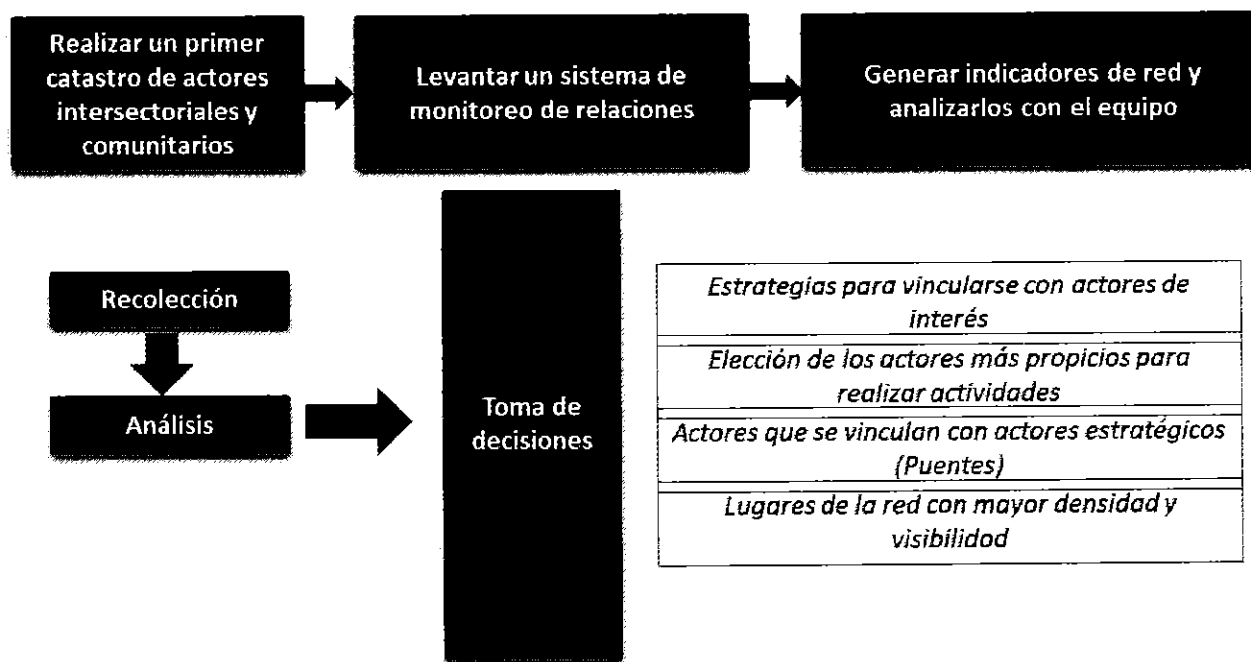 Realizar un primer
catastro de actores
intersectoriales y
comunitarios
Levantar un sistema de
monitoreo de relaciones
Generar indicadores de red y
analizarlos con el equipo
Recolección
Análisis
Toma de
decisiones
Estrategias para vincularse con actores de
interés
Elección de los actores más propicios para
realizar actividades
Actores que se vinculan con actores estratégicos
(Puentes)
Lugares de la red con mayor densidad y
visibilidad